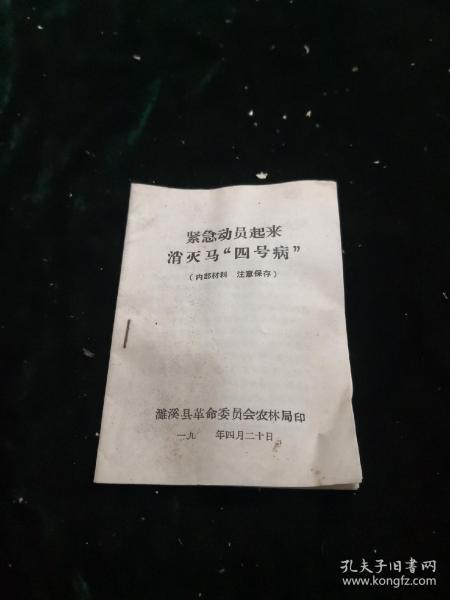 紧急动员起来
消灭马“四号病”
（内部材料 注意保存）
濉溪县革命委员会农林局印
一九 年四月二十日
孔夫子旧书网
www.kongfz.com